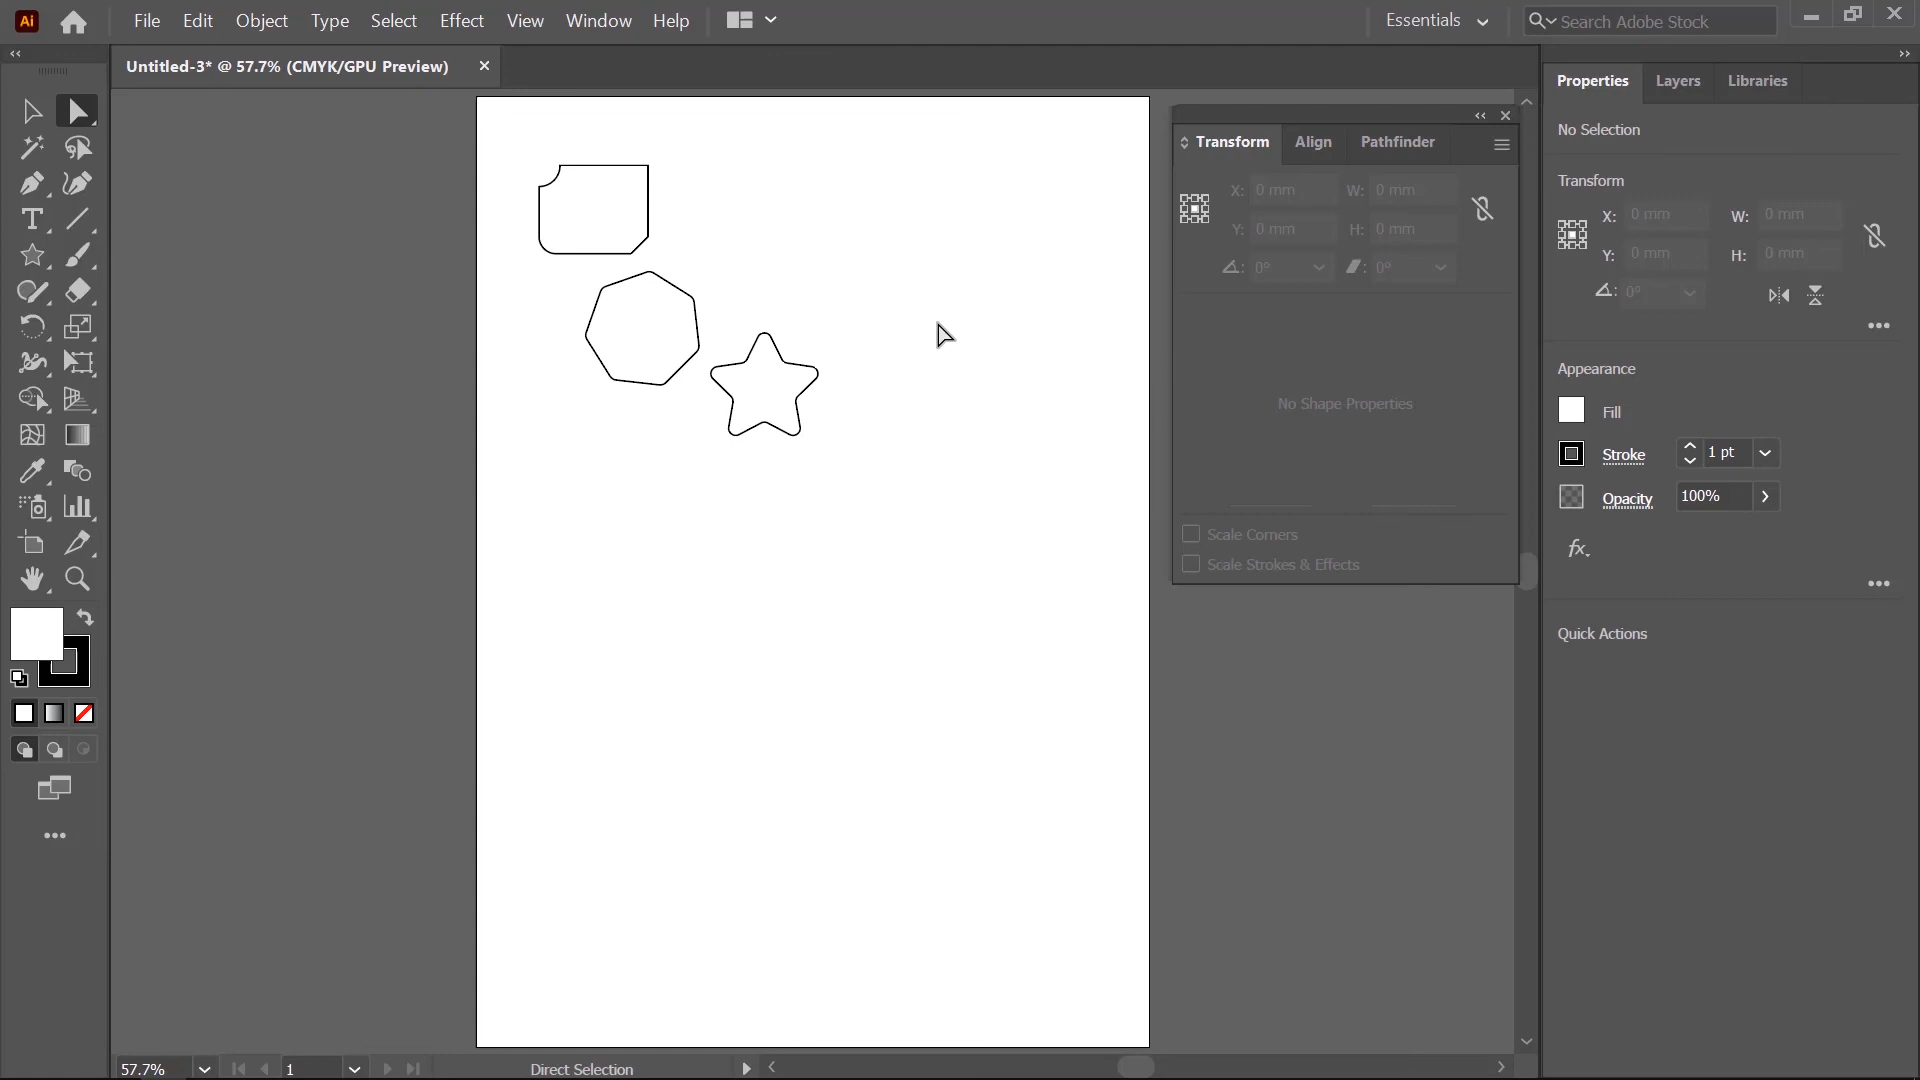 Ai File Edit Object Type Select Effect View Window Help Essentials Search Adobe Stock
Untitled-3* @ 57.7% (CMYK/GPU Preview)
Transform Align Pathfinder
X: 0 mm W: 0 mm
Y: 0 mm H: 0 mm
0° 0°
No Shape Properties
Scale Corners
Scale Strokes & Effects
Properties Layers Libraries
No Selection
Transform
X: 0 mm W: 0 mm
Y: 0 mm H: 0 mm
0°
Appearance
Fill
Stroke 1 pt
Opacity 100%
fx
Quick Actions
57.7% 1 Direct Selection